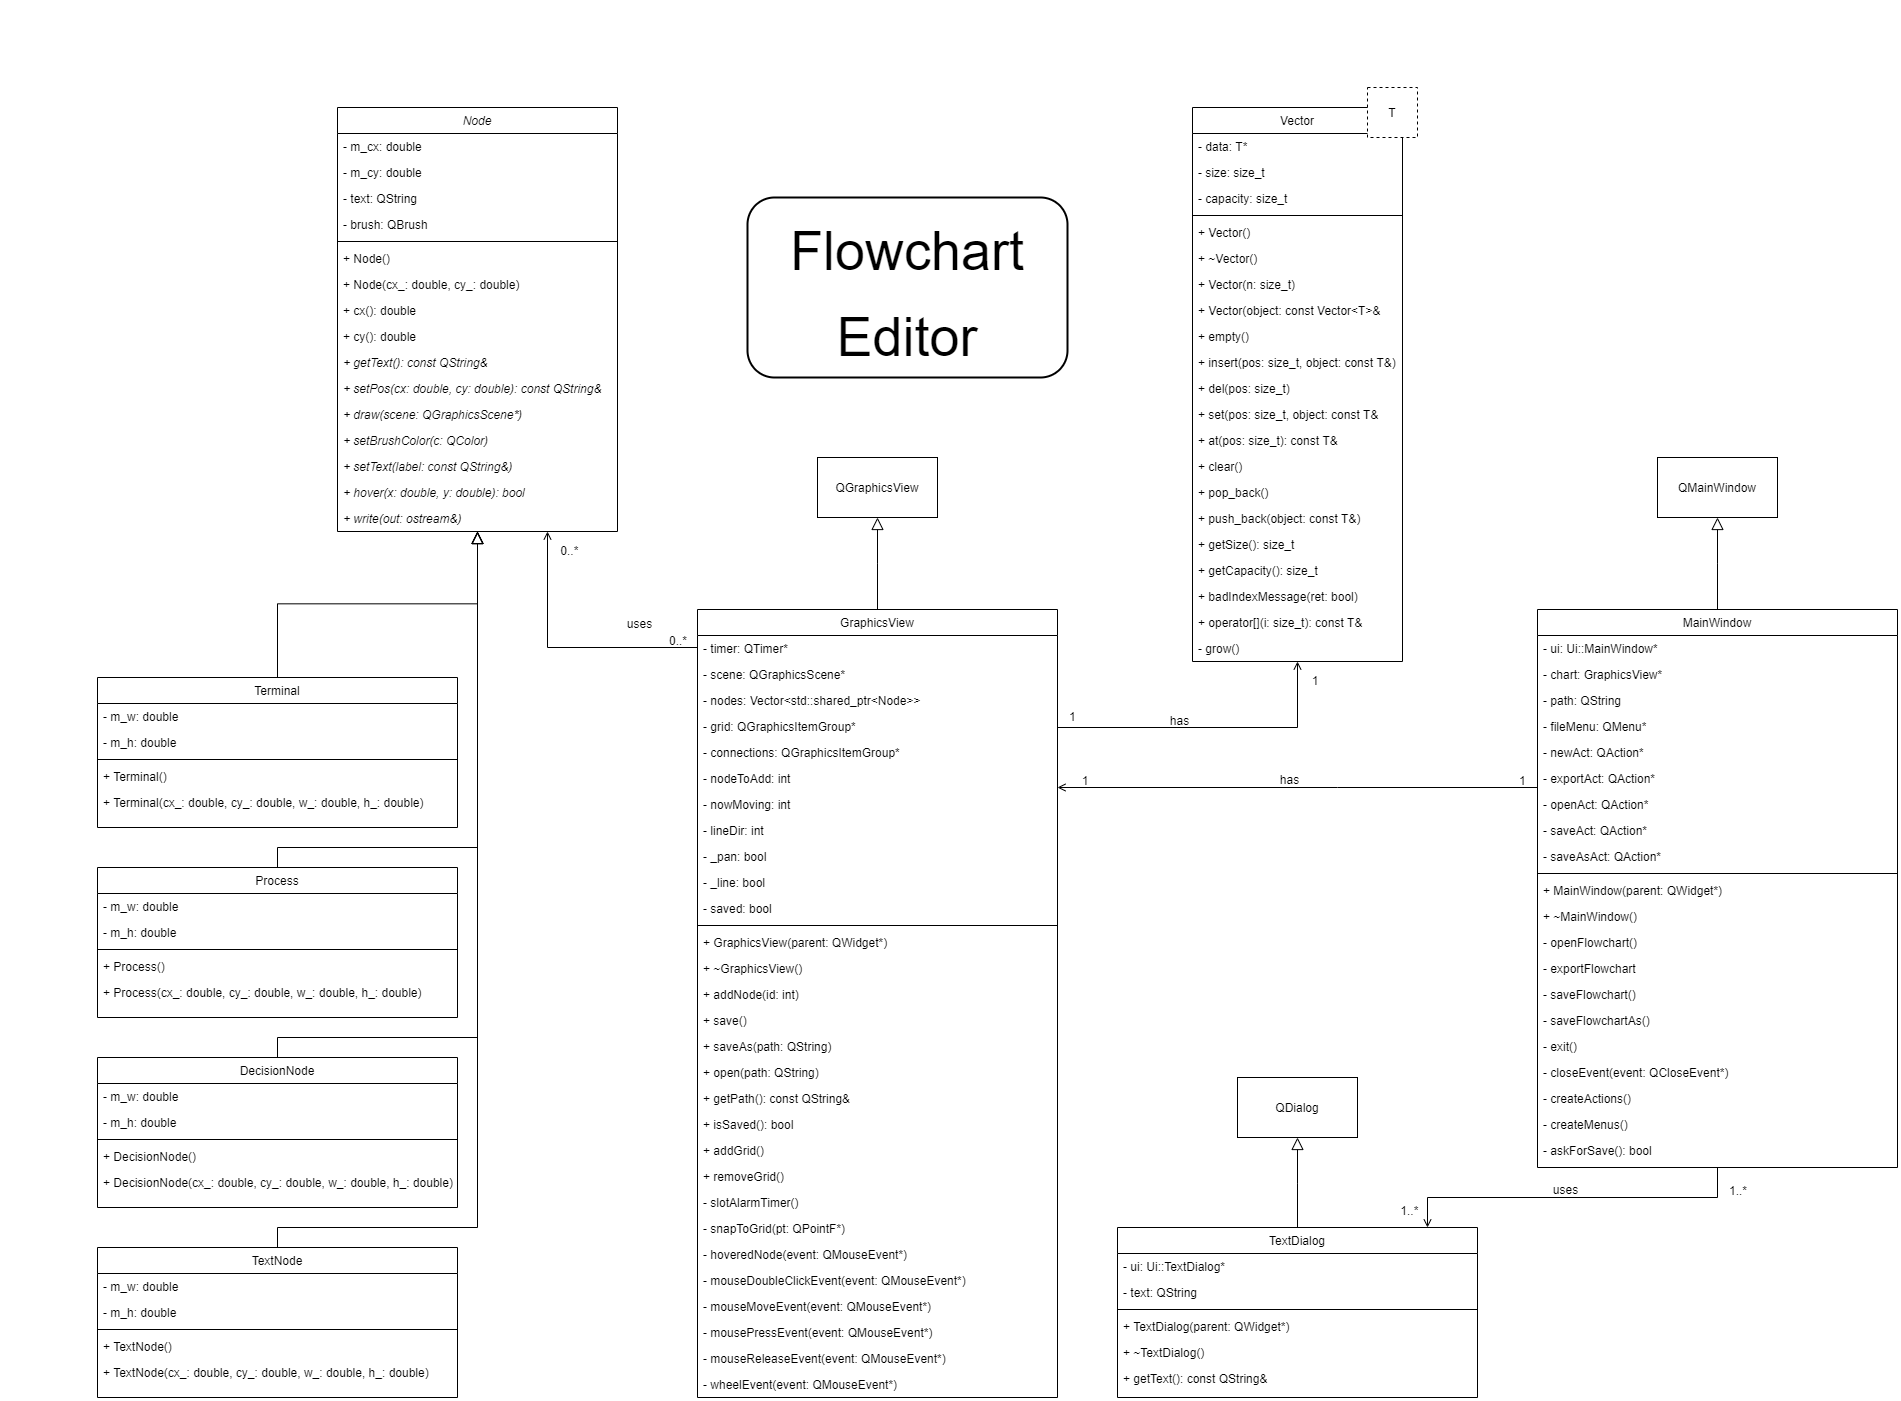 Node
- m_cx: double
- m_cy: double
- text: QString
- brush: QBrush
+ Node()
+ Node(cx_: double, cy_: double)
+ cx(): double
+ cy(): double
+ getText(): const QString&
+ setPos(cx: double, cy: double): const QString&
+ draw(scene: QGraphicsScene*)
+ setBrushColor(c: QColor)
+ setText(label: const QString&)
+ hover(x: double, y: double): bool
+ write(out: ostream&)
Flowchart
Editor
T
Vector
- data: T*
- size: size_t
- capacity: size_t
+ Vector()
+ ~Vector()
+ Vector(n: size_t)
+ Vector(object: const Vector<T>&
+ empty()
+ insert(pos: size_t, object: const T&)
+ del(pos: size_t)
+ set(pos: size_t, object: const T&
+ at(pos: size_t): const T&
+ clear()
+ pop_back()
+ push_back(object: const T&)
+ getSize(): size_t
+ getCapacity(): size_t
+ badIndexMessage(ret: bool)
+ operator[](i: size_t): const T&
- grow()
QGraphicsView
QMainWindow
0..*
uses
0..*
1
1
has
1
has
1
Terminal
- m_w: double
- m_h: double
+ Terminal()
+ Terminal(cx_: double, cy_: double, w_: double, h_: double)
Process
- m_w: double
- m_h: double
+ Process()
+ Process(cx_: double, cy_: double, w_: double, h_: double)
DecisionNode
- m_w: double
- m_h: double
+ DecisionNode()
+ DecisionNode(cx_: double, cy_: double, w_: double, h_: double)
TextNode
- m_w: double
- m_h: double
+ TextNode()
+ TextNode(cx_: double, cy_: double, w_: double, h_: double)
GraphicsView
- timer: QTimer*
- scene: QGraphicsScene*
- nodes: Vector<std::shared_ptr<Node>>
- grid: QGraphicsItemGroup*
- connections: QGraphicsItemGroup*
- nodeToAdd: int
- nowMoving: int
- lineDir: int
- _pan: bool
- _line: bool
- saved: bool
+ GraphicsView(parent: QWidget*)
+ ~GraphicsView()
+ addNode(id: int)
+ save()
+ saveAs(path: QString)
+ open(path: QString)
+ getPath(): const QString&
+ isSaved(): bool
+ addGrid()
+ removeGrid()
- slotAlarmTimer()
- snapToGrid(pt: QPointF*)
- hoveredNode(event: QMouseEvent*)
- mouseDoubleClickEvent(event: QMouseEvent*)
- mouseMoveEvent(event: QMouseEvent*)
- mousePressEvent(event: QMouseEvent*)
- mouseReleaseEvent(event: QMouseEvent*)
- wheelEvent(event: QMouseEvent*)
MainWindow
- ui: Ui::MainWindow*
- chart: GraphicsView*
- path: QString
- fileMenu: QMenu*
- newAct: QAction*
- exportAct: QAction*
- openAct: QAction*
- saveAct: QAction*
- saveAsAct: QAction*
+ MainWindow(parent: QWidget*)
+ ~MainWindow()
- openFlowchart()
- exportFlowchart
- saveFlowchart()
- saveFlowchartAs()
- exit()
- closeEvent(event: QCloseEvent*)
- createActions()
- createMenus()
- askForSave(): bool
QDialog
uses
1..*
1..*
TextDialog
- ui: Ui::TextDialog*
- text: QString
+ TextDialog(parent: QWidget*)
+ ~TextDialog()
+ getText(): const QString&